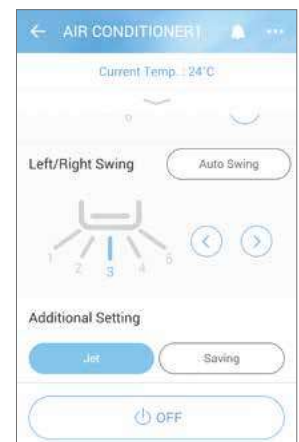 AIR CONDITIONER1
Current Temp. : 24°C
Left/Right Swing
Auto Swing
1 2 3 4 5
Additional Setting
Jet
Saving
OFF